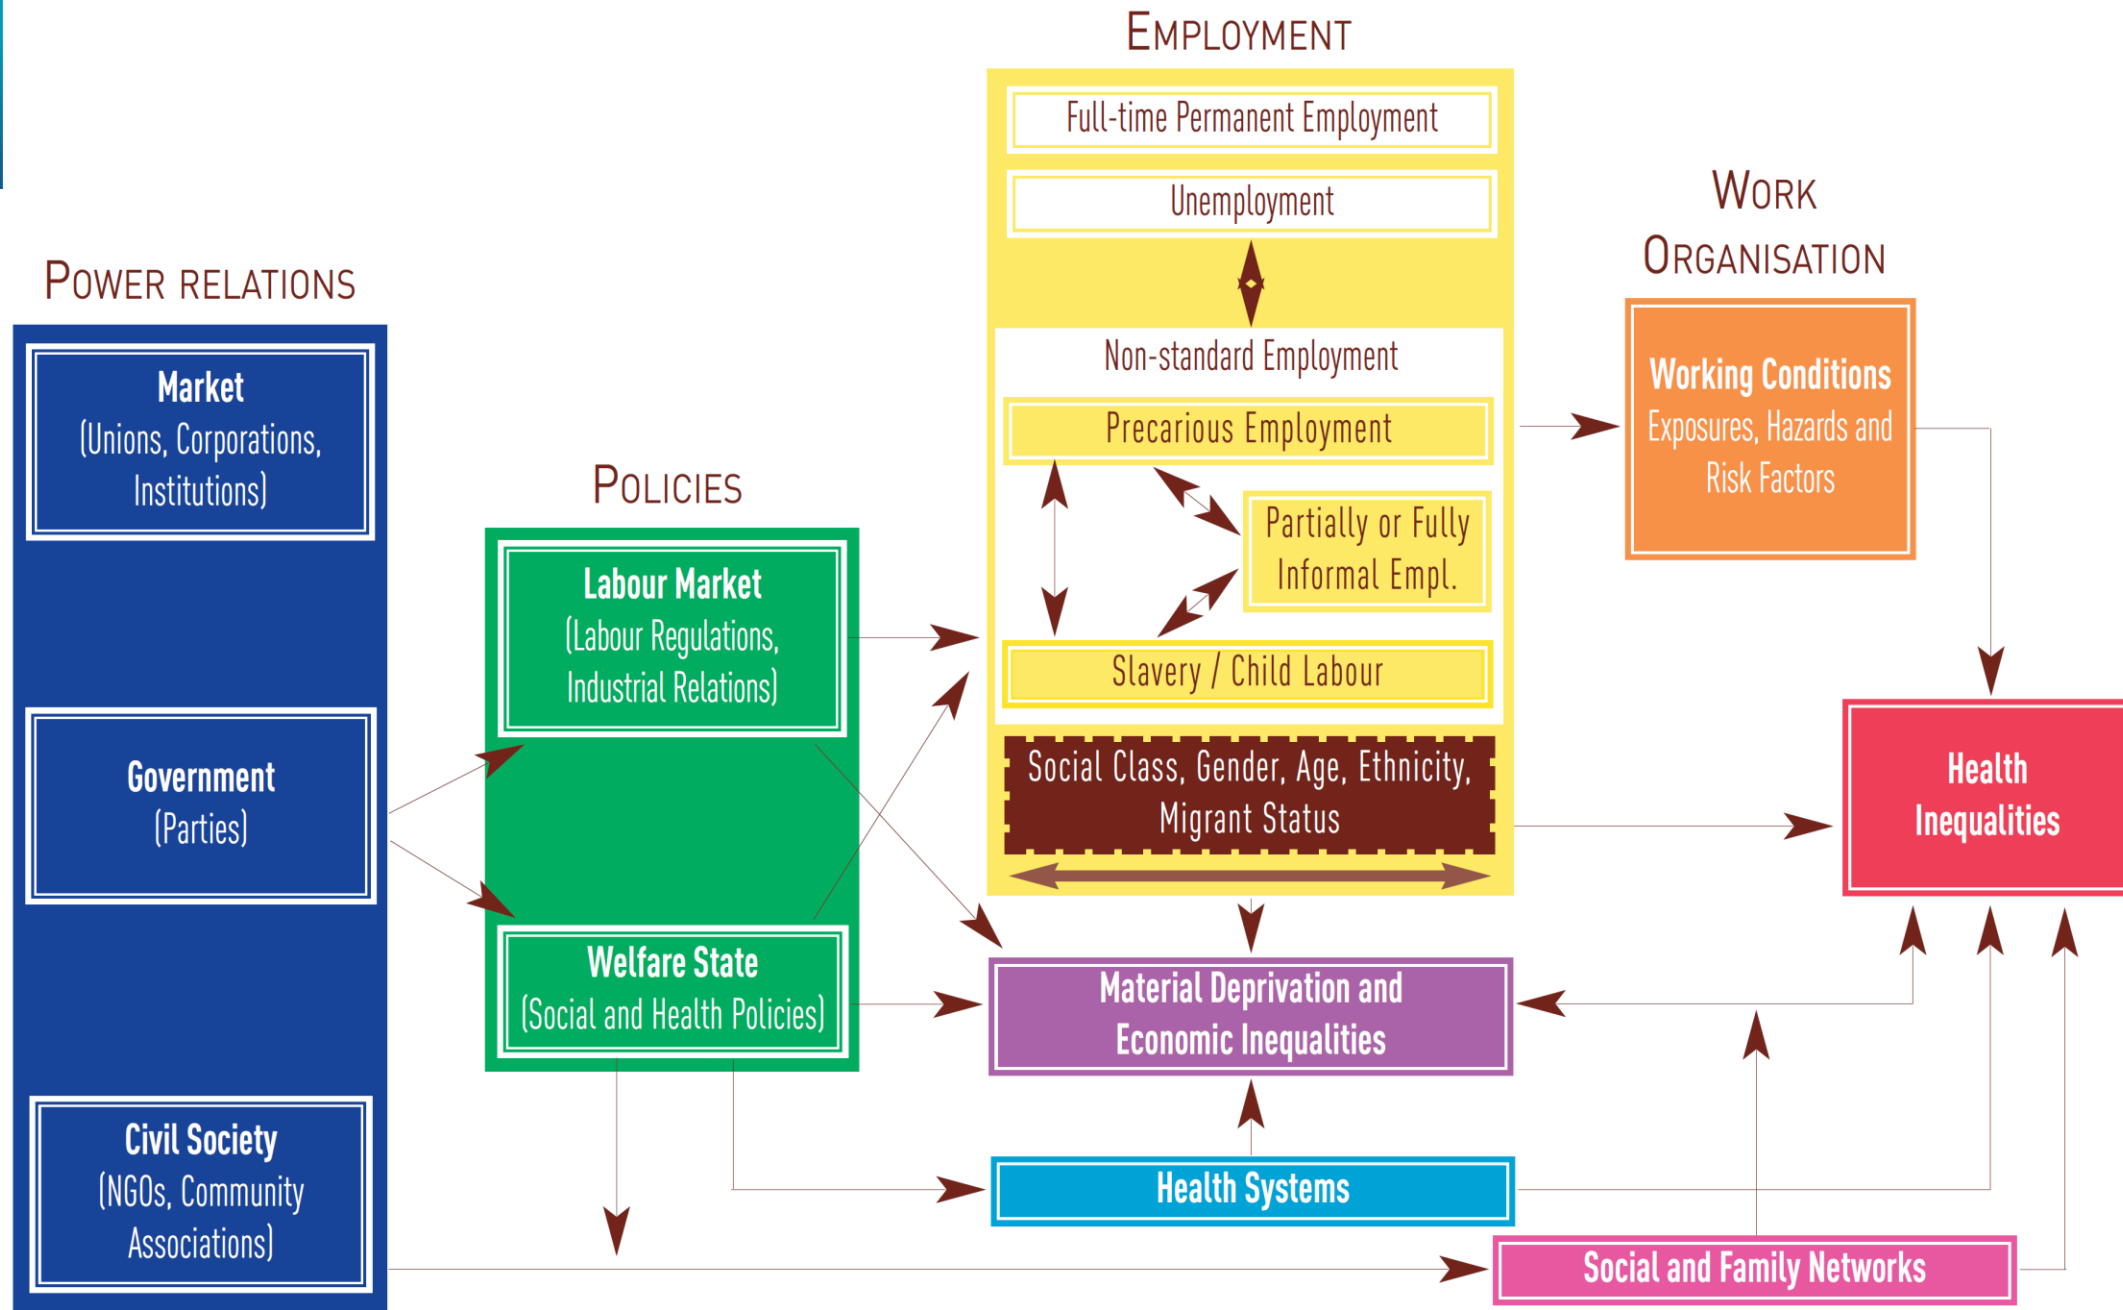 POWER RELATIONS
Market
(Unions, Corporations,
Institutions)
Government
(Parties)
Civil Society
(NGOs, Community
Associations)
POLICIES
Labour Market
(Labour Regulations,
Industrial Relations)
Welfare State
(Social and Health Policies)
EMPLOYMENT
Full-time Permanent Employment
Unemployment
Non-standard Employment
Precarious Employment
Partially or Fully
Informal Empl.
Slavery / Child Labour
Social Class, Gender, Age, Ethnicity,
Migrant Status
Material Deprivation and
Economic Inequalities
Health Systems
Social and Family Networks
WORK
ORGANISATION
Working Conditions
Exposures, Hazards and
Risk Factors
Health
Inequalities